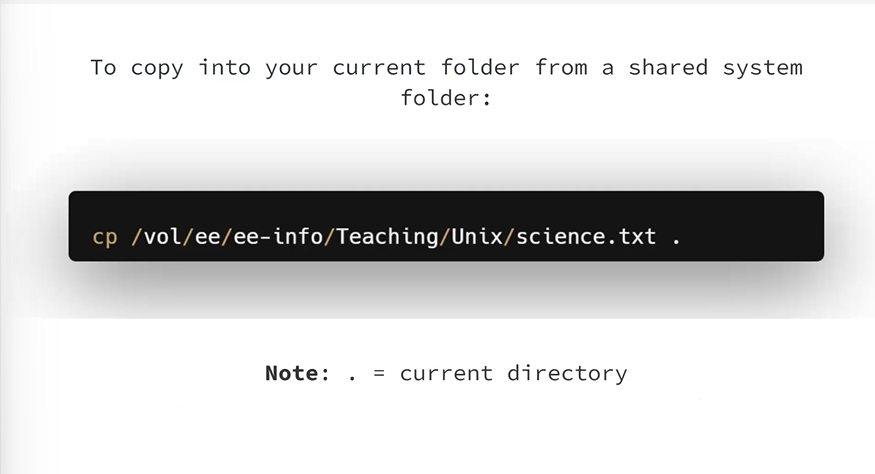 To copy into your current folder from a shared system
folder:
cp /vol/ee/ee-info/Teaching/Unix/science.txt .
Note: . = current directory